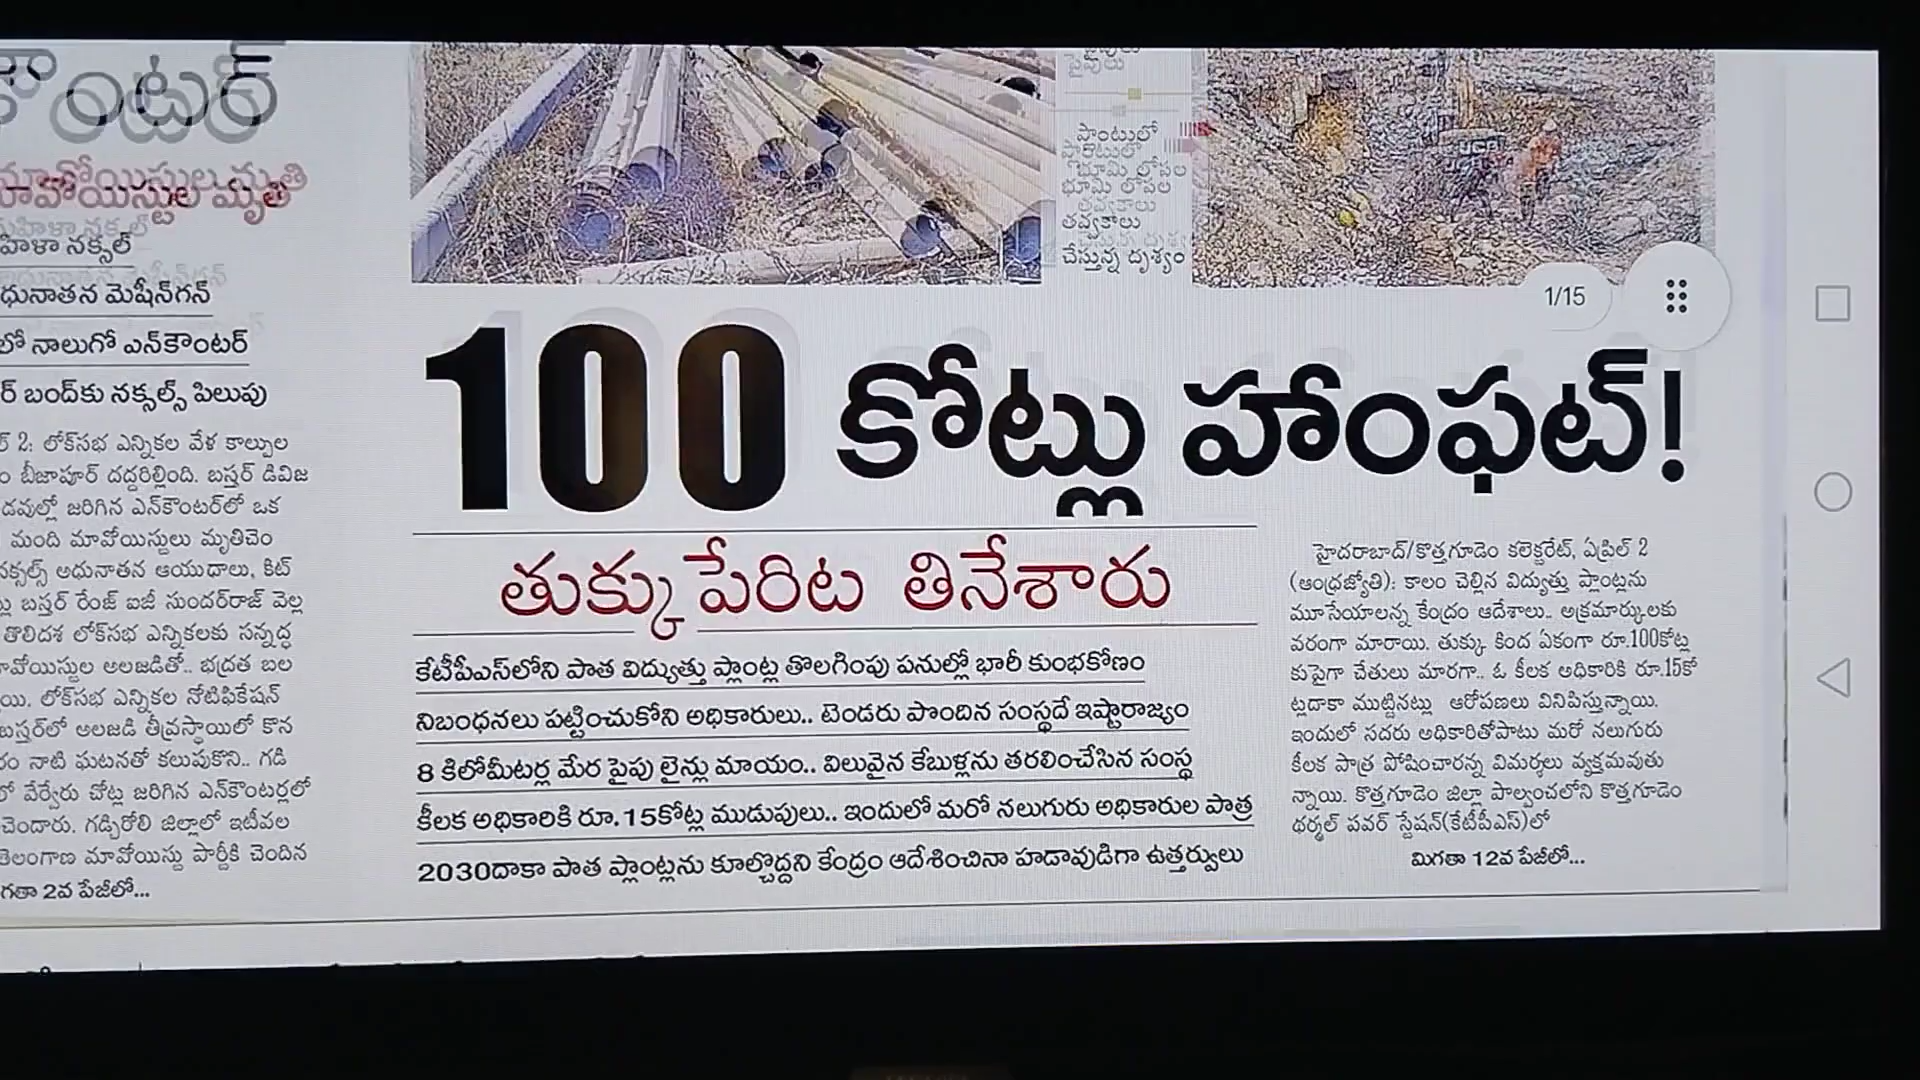 కౌంటర్
మావోయిస్టుల మృతి
నక్సల్
మెషీన్‌గన్
లో నాలుగో ఎన్‌కౌంటర్
ర్ బంద్‌కు నక్సల్స్ పిలుపు
2: లోక్‌సభ ఎన్నికల వేళ కాల్పుల
బీజాపూర్ దద్దరిల్లింది. బస్తర్ డివిజ
జరిగిన ఎన్‌కౌంటర్‌లో ఒక
మంది మావోయిస్టులు మృతిచెం
నక్సల్స్ అధునాతన ఆయుధాలు, కిట్
బస్తర్ రేంజ్ ఐజీ సుందర్‌రాజ్ వెల్ల
తొలిదశ లోక్‌సభ ఎన్నికలకు సన్నద్ధ
మావోయిస్టుల అలజడితో.. భద్రత బల
యి. లోక్‌సభ ఎన్నికల నోటిఫికేషన్
బస్తర్‌లో అలజడి తీవ్రస్థాయిలో కొన
నాటి ఘటనతో కలుపుకొని.. గడి
లో వేర్వేరు చోట్ల జరిగిన ఎన్‌కౌంటర్లలో
చెందారు. గడ్చిరోలి జిల్లాలో ఇటీవల
తెలంగాణ మావోయిస్టు పార్టీకి చెందిన
మిగతా 2వ పేజీలో...
పైపులు
ప్లాంటులో
భూమి లోపల
తవ్వకాలు
చేస్తున్న దృశ్యం
1/15
100 కోట్లు హాంఫట్!
తుక్కుపేరిట తినేశారు
కేటీపీఎస్‌లోని పాత విద్యుత్తు ప్లాంట్ల తొలగింపు పనుల్లో భారీ కుంభకోణం
నిబంధనలు పట్టించుకోని అధికారులు.. టెండరు పొందిన సంస్థదే ఇష్టారాజ్యం
8 కిలోమీటర్ల మేర పైపు లైన్లు మాయం.. విలువైన కేబుళ్లను తరలించేసిన సంస్థ
కీలక అధికారికి రూ.15కోట్ల ముడుపులు.. ఇందులో మరో నలుగురు అధికారుల పాత్ర
2030దాకా పాత ప్లాంట్లను కూల్చొద్దని కేంద్రం ఆదేశించినా హడావుడిగా ఉత్తర్వులు
హైదరాబాద్/కొత్తగూడెం కలెక్టరేట్, ఏప్రిల్ 2
(ఆంధ్రజ్యోతి): కాలం చెల్లిన విద్యుత్తు ప్లాంట్లను
మూసేయాలన్న కేంద్రం ఆదేశాలు.. అక్రమార్కులకు
వరంగా మారాయి. తుక్కు కింద ఏకంగా రూ.100కోట్ల
కుపైగా చేతులు మారగా.. ఓ కీలక అధికారికి రూ.15కో
ట్లదాకా ముట్టినట్లు ఆరోపణలు వినిపిస్తున్నాయి.
ఇందులో సదరు అధికారితోపాటు మరో నలుగురు
కీలక పాత్ర పోషించారన్న విమర్శలు వ్యక్తమవుతు
న్నాయి. కొత్తగూడెం జిల్లా పాల్వంచలోని కొత్తగూడెం
థర్మల్ పవర్ స్టేషన్(కేటీపీఎస్)లో
మిగతా 12వ పేజీలో...